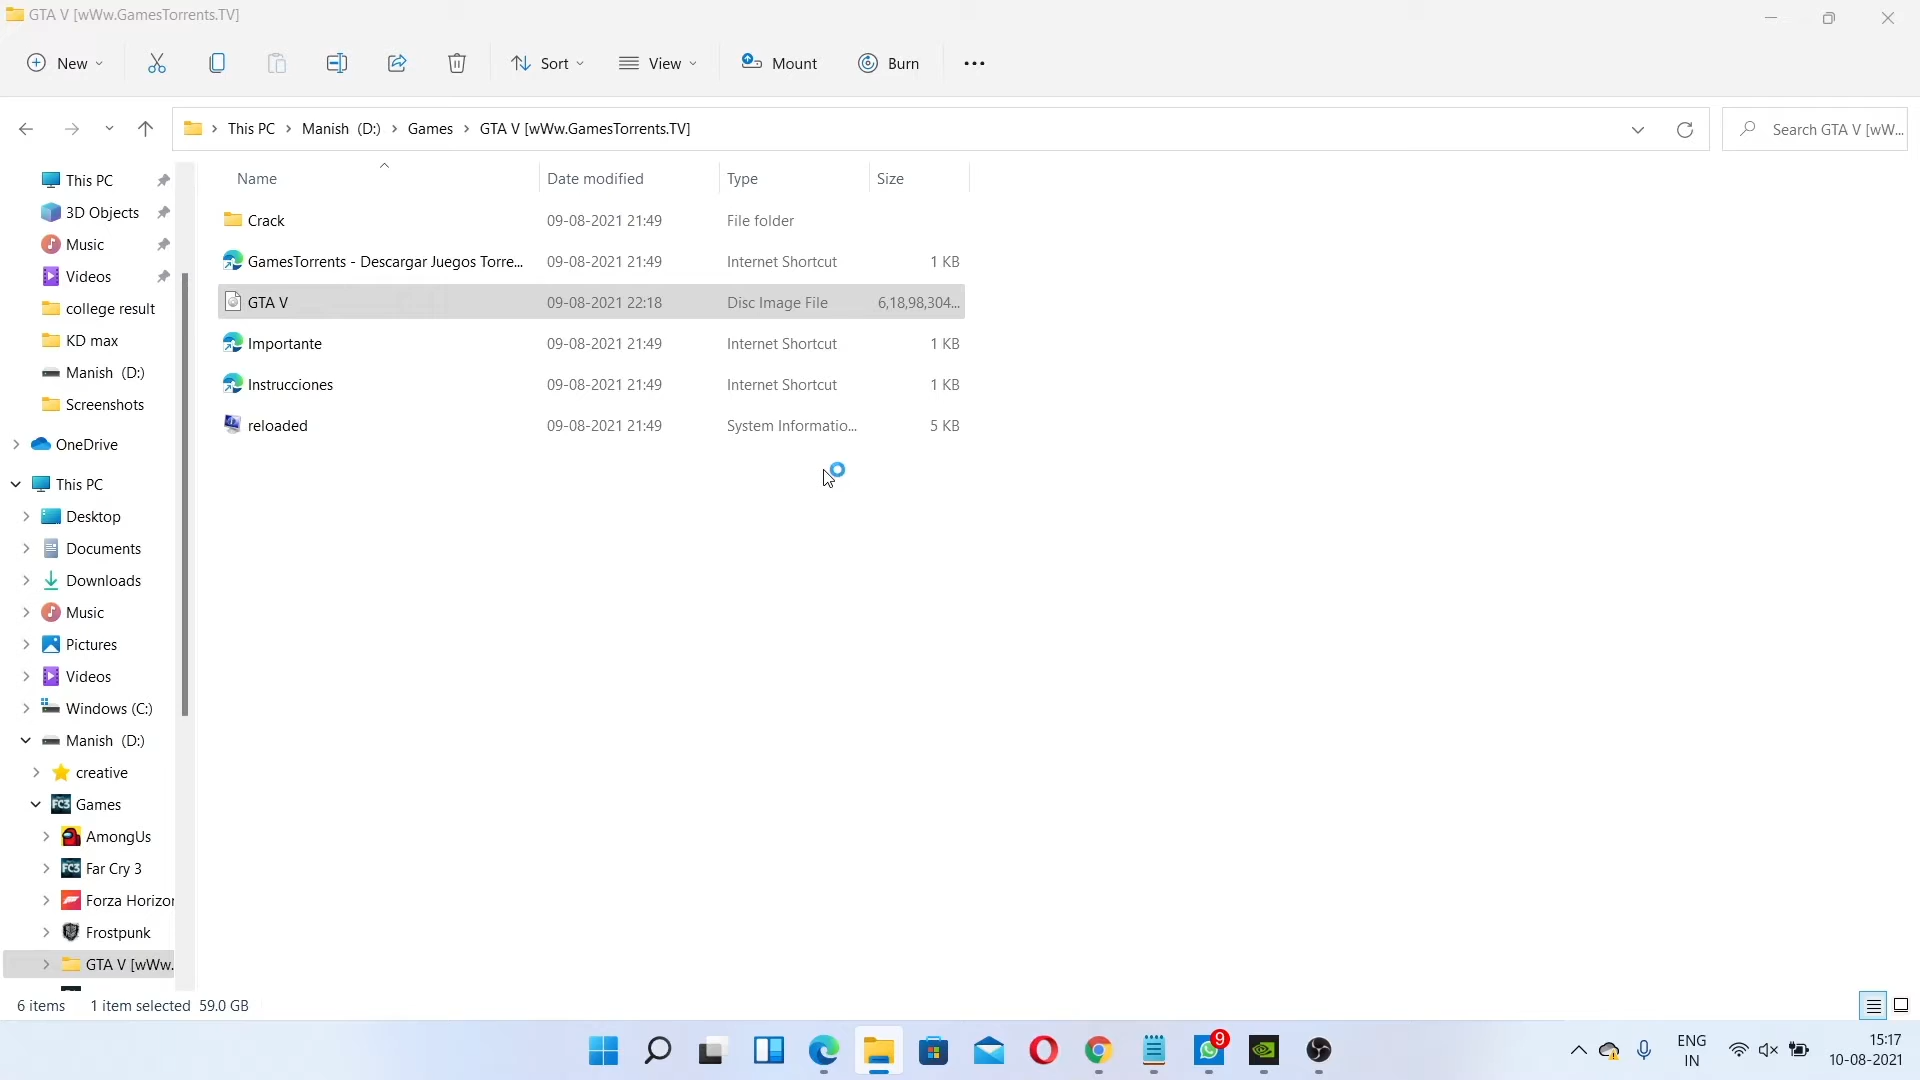 GTA V [wWw.GamesTorrents.TV]
New
Sort
View
Mount
Burn
This PC > Manish (D:) > Games > GTA V [wWw.GamesTorrents.TV]
Search GTA V [wW...
Name Date modified Type Size
Crack 09-08-2021 21:49 File folder
GamesTorrents - Descargar Juegos Torre... 09-08-2021 21:49 Internet Shortcut 1 KB
GTA V 09-08-2021 22:18 Disc Image File 6,18,98,304...
Importante 09-08-2021 21:49 Internet Shortcut 1 KB
Instrucciones 09-08-2021 21:49 Internet Shortcut 1 KB
reloaded 09-08-2021 21:49 System Informatio... 5 KB
This PC
3D Objects
Music
Videos
college result
KD max
Manish (D:)
Screenshots
OneDrive
This PC
Desktop
Documents
Downloads
Music
Pictures
Videos
Windows (C:)
Manish (D:)
creative
Games
FC3
AmongUs
FC3
Far Cry 3
Forza Horizon
Frostpunk
GTA V [wWw.
6 items 1 item selected 59.0 GB
9
ENG
IN
15:17
10-08-2021